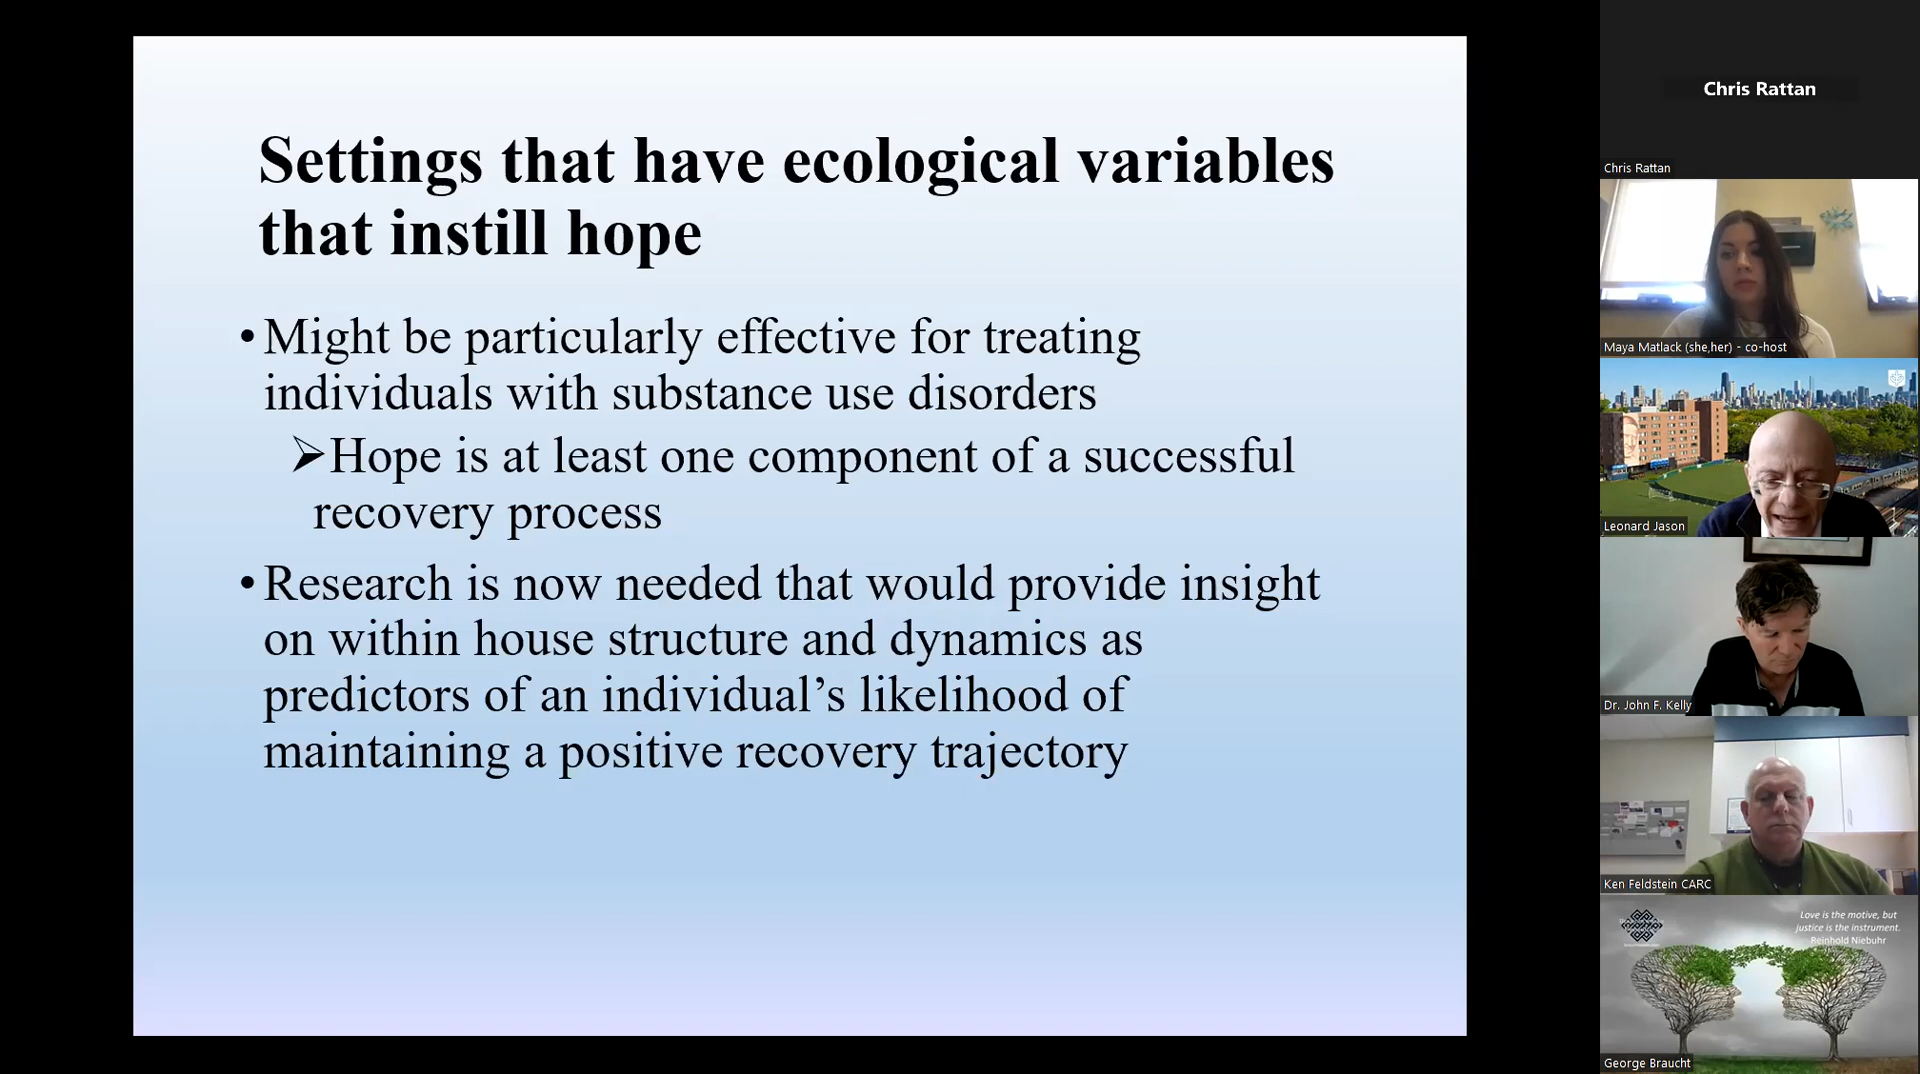 Settings that have ecological variables
that instill hope
• Might be particularly effective for treating
individuals with substance use disorders
➢Hope is at least one component of a successful
recovery process
• Research is now needed that would provide insight
on within house structure and dynamics as
predictors of an individual’s likelihood of
maintaining a positive recovery trajectory
Chris Rattan
Chris Rattan
Maya Matlack (she,her) - co-host
Leonard Jason
Dr. John F. Kelly
Ken Feldstein CARC
Love is the motive, but
justice is the instrument.
Reinhold Niebuhr
George Braucht